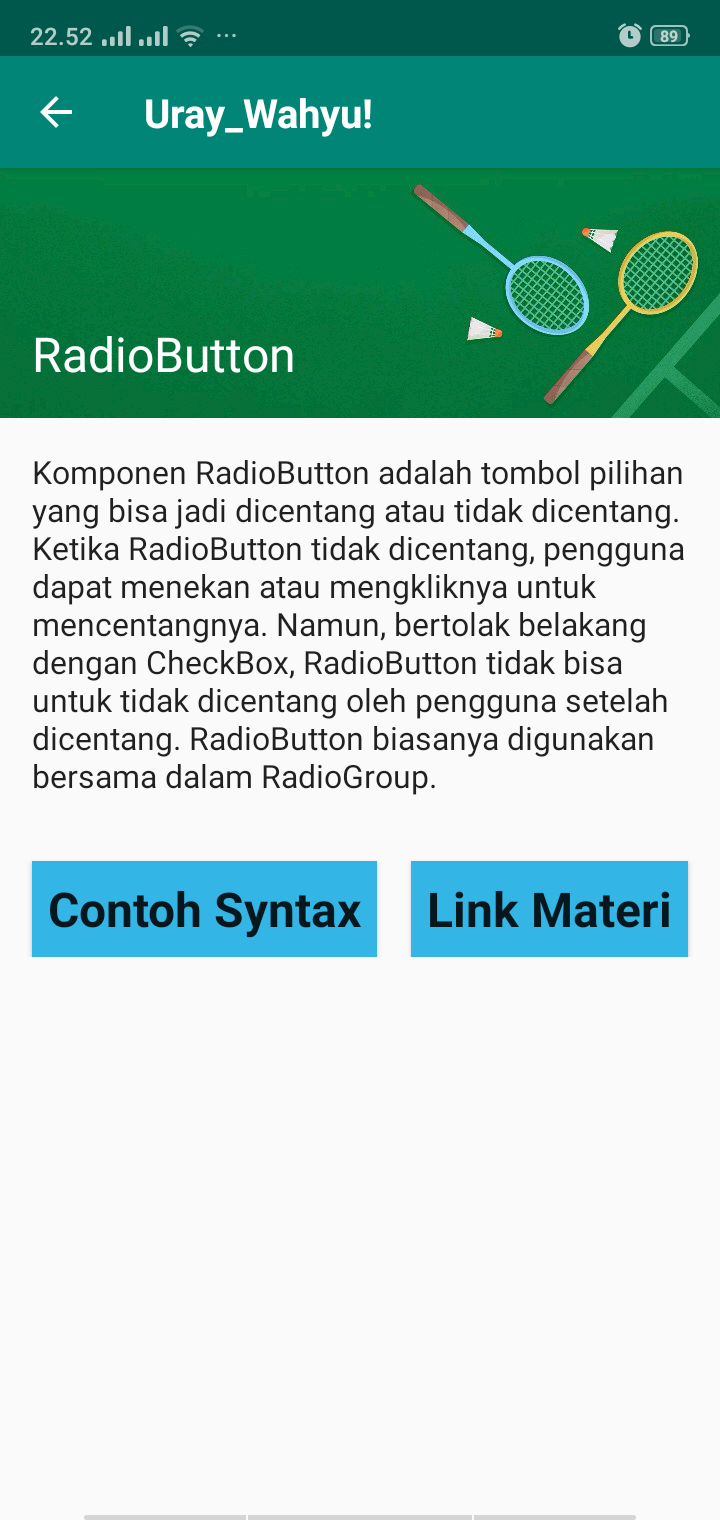 22.52
89
Uray_Wahyu!
RadioButton
Komponen RadioButton adalah tombol pilihan
yang bisa jadi dicentang atau tidak dicentang.
Ketika RadioButton tidak dicentang, pengguna
dapat menekan atau mengkliknya untuk
mencentangnya. Namun, bertolak belakang
dengan CheckBox, RadioButton tidak bisa
untuk tidak dicentang oleh pengguna setelah
dicentang. RadioButton biasanya digunakan
bersama dalam RadioGroup.
Contoh Syntax
Link Materi